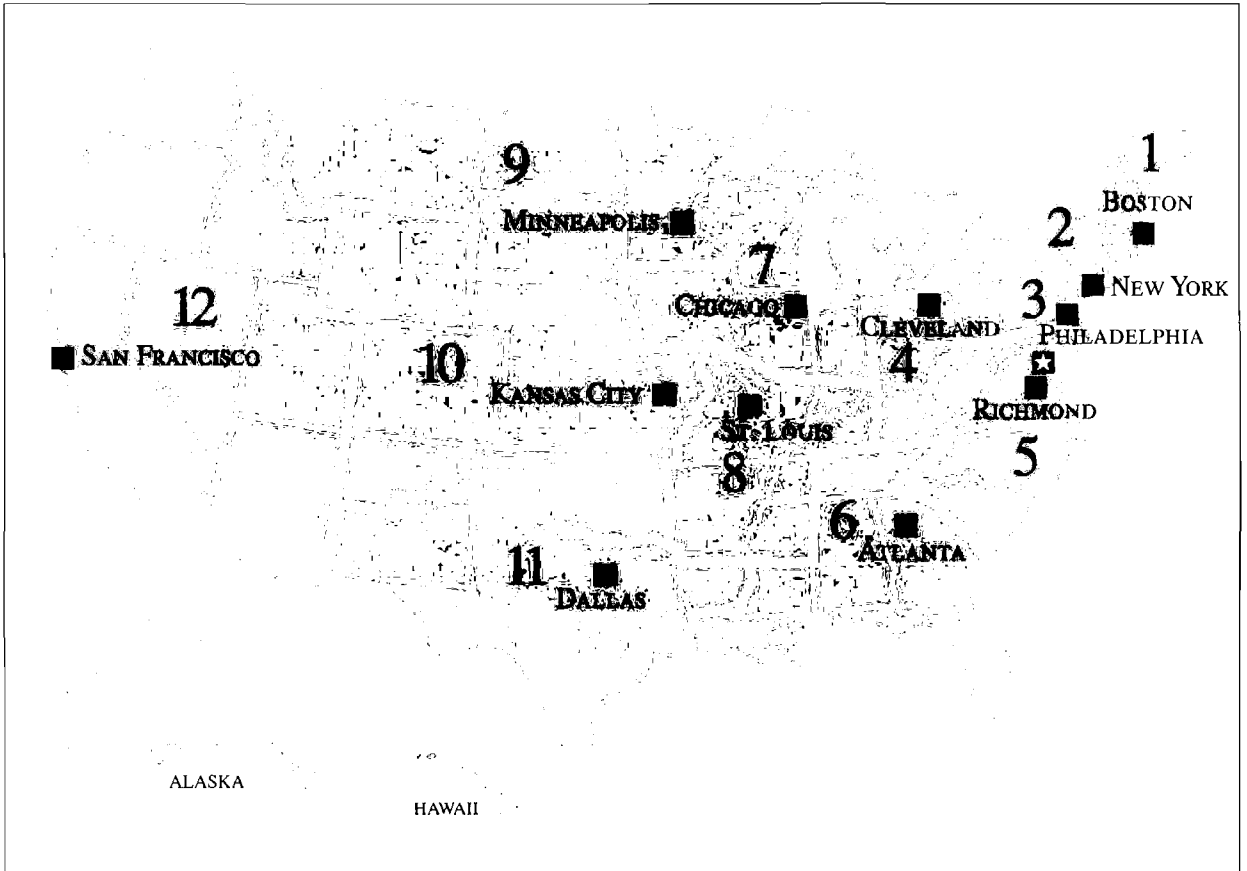 1
BOSTON
9
2
MINNEAPOLIS
7
NEW YORK
3
12
CHICAGO
CLEVELAND
PHILADELPHIA
SAN FRANCISCO
10
4
KANSAS CITY
RICHMOND
ST. LOUIS
5
8
6
ATLANTA
11
DALLAS
ALASKA
HAWAII